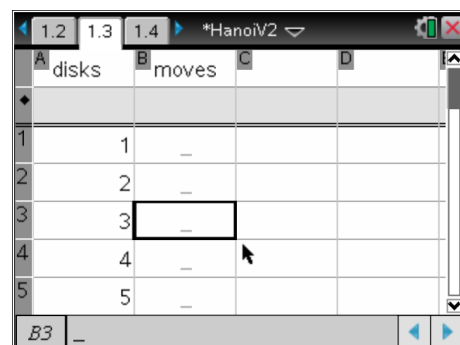 1.2 1.3 1.4 *HanoiV2
A disks B moves C D E
1 1 _
2 2 _
3 3 _
4 4 _
5 5 _
B3 _